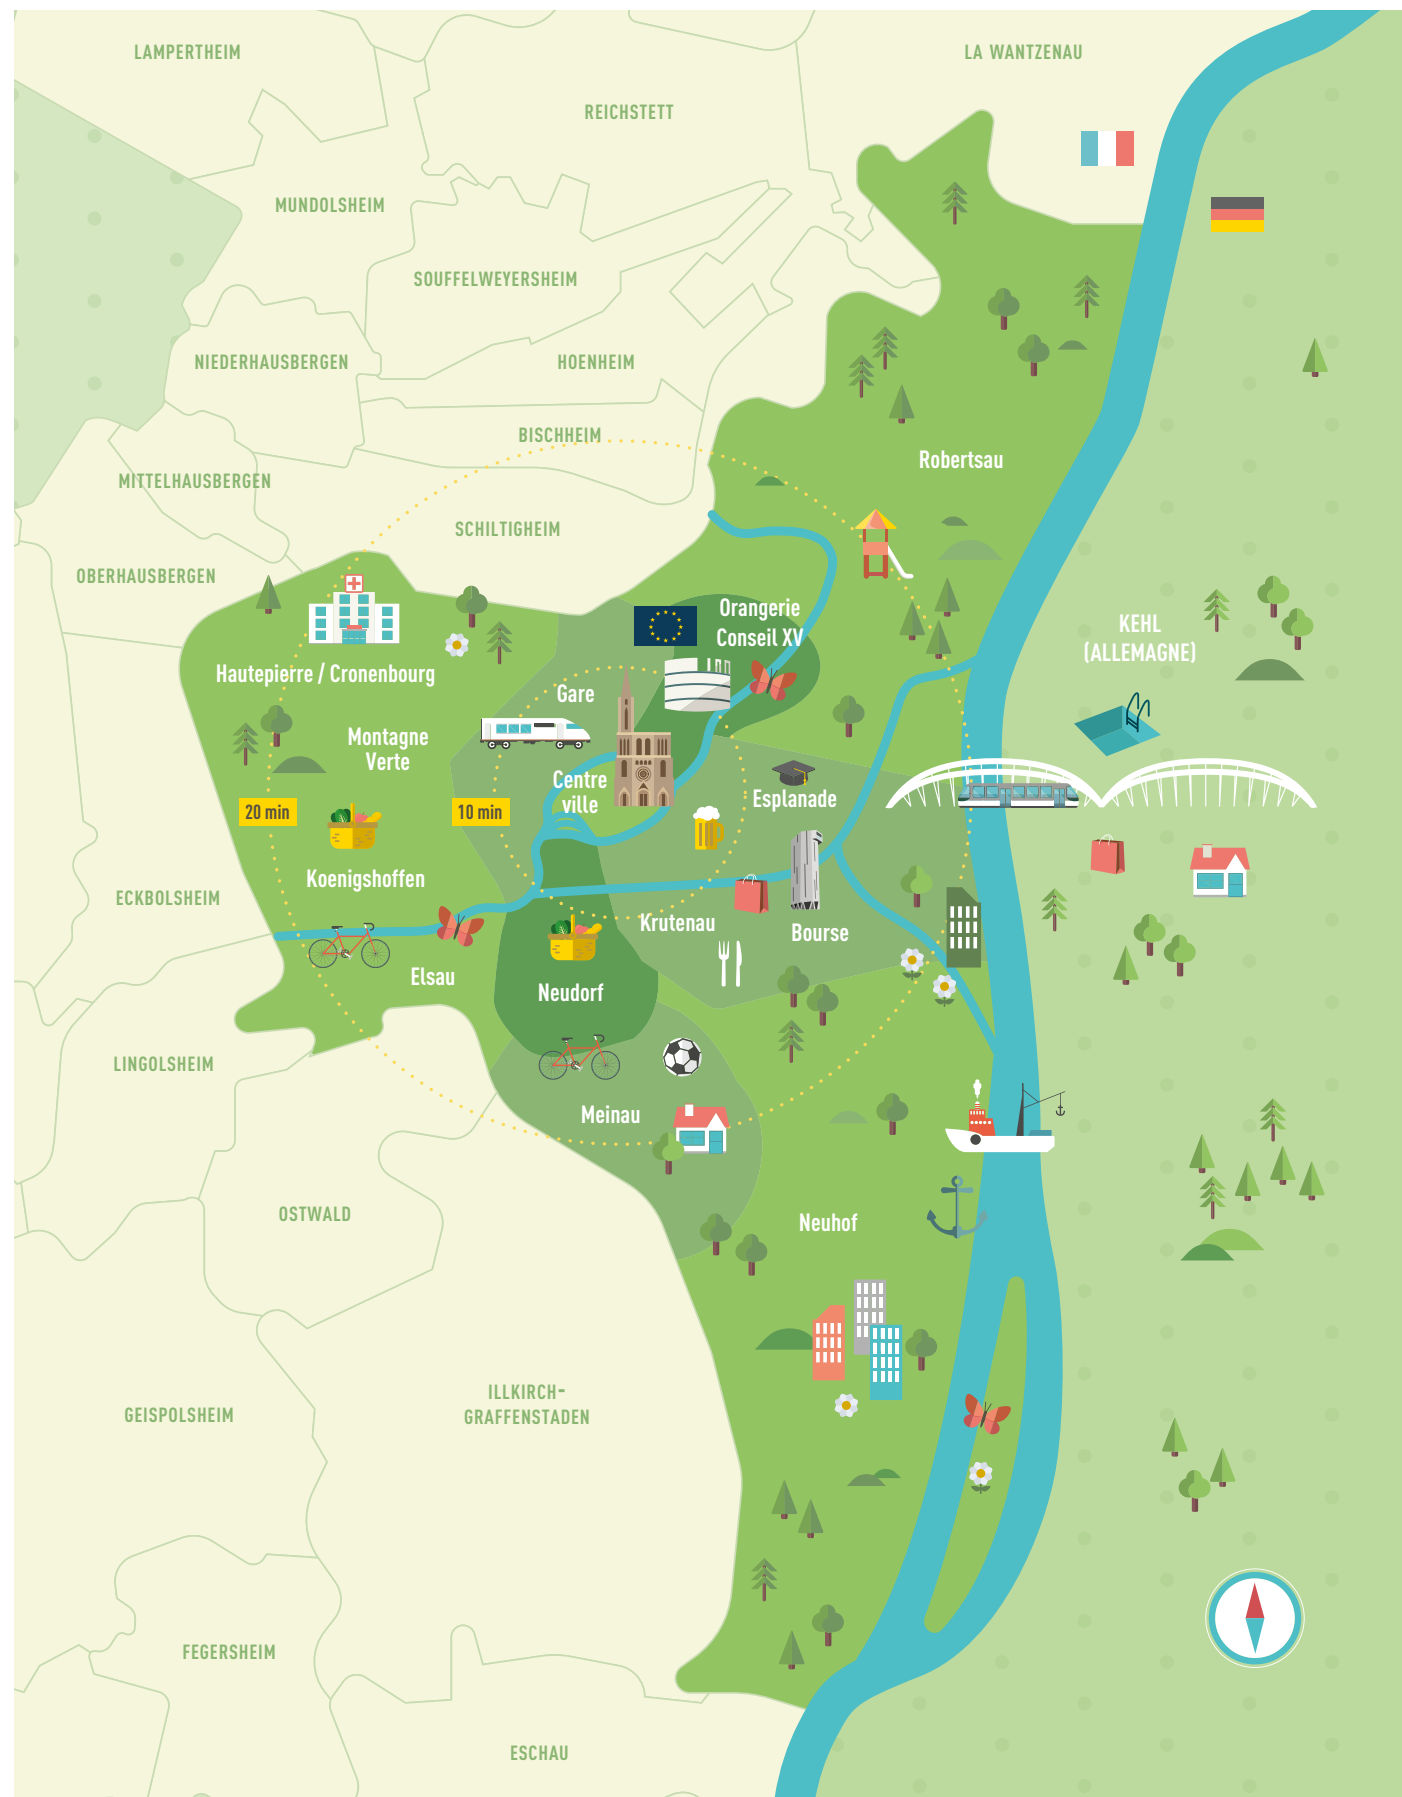 LAMPERTHEIM
LA WANTZENAU
REICHSTETT
MUNDOLSHEIM
SOUFFELWEYERSHEIM
NIEDERHAUSBERGEN
HOENHEIM
BISCHHEIM
Robertsau
MITTELHAUSBERGEN
SCHILTIGHEIM
OBERHAUSBERGEN
Orangerie
Conseil XV
KEHL
(ALLEMAGNE)
Hautepierre / Cronenbourg
Gare
Montagne
Verte
Centre
ville
Esplanade
20 min
10 min
Koenigshoffen
ECKBOLSHEIM
Krutenau
Bourse
Elsau
Neudorf
LINGOLSHEIM
Meinau
OSTWALD
Neuhof
ILLKIRCH-
GRAFFENSTADEN
GEISPOLSHEIM
FEGERSHEIM
ESCHAU